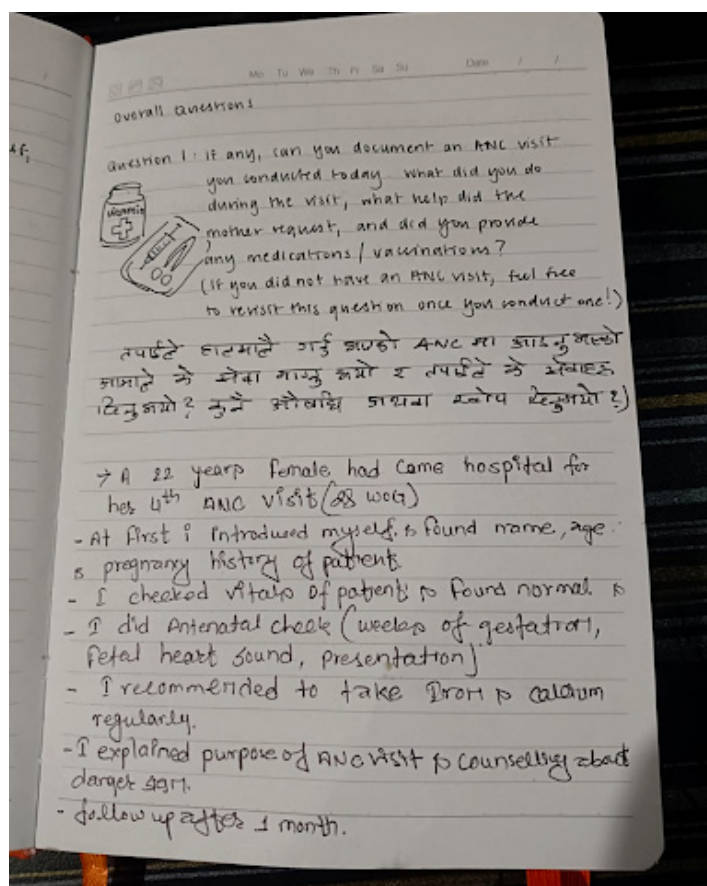 Mo Tu We Th Fr Sa Su Date / /
Overall Questions
Question 1: if any, can you document an ANC visit
you conducted today. What did you do
during the visit, what help did the
mother request, and did you provide
any medications/vaccinations?
(If you did not have an ANC visit, feel free
to revisit this question once you conduct one!)
vitamin
तपाईले हालमालै गर्नु भएको ANC मा आउनु भएको
आमाले के सेवा माग्नु भयो र तपाईले के सेवाहरु
दिनुभयो? कुनै औषधि अथवा खोप दिनुभयो?)
→ A 22 years female had come hospital for
her 4th ANC visit (28 WOG)
- At first i introduced myself & found name, age
& pregnancy history of patient.
- I checked vitals of patient & found normal &
- I did Antenatal check (weeks of gestation,
fetal heart sound, presentation)
- I recommended to take Iron & calcium
regularly.
- I explained purpose of ANC visit & counselling about
danger sign.
- follow up after 1 month.